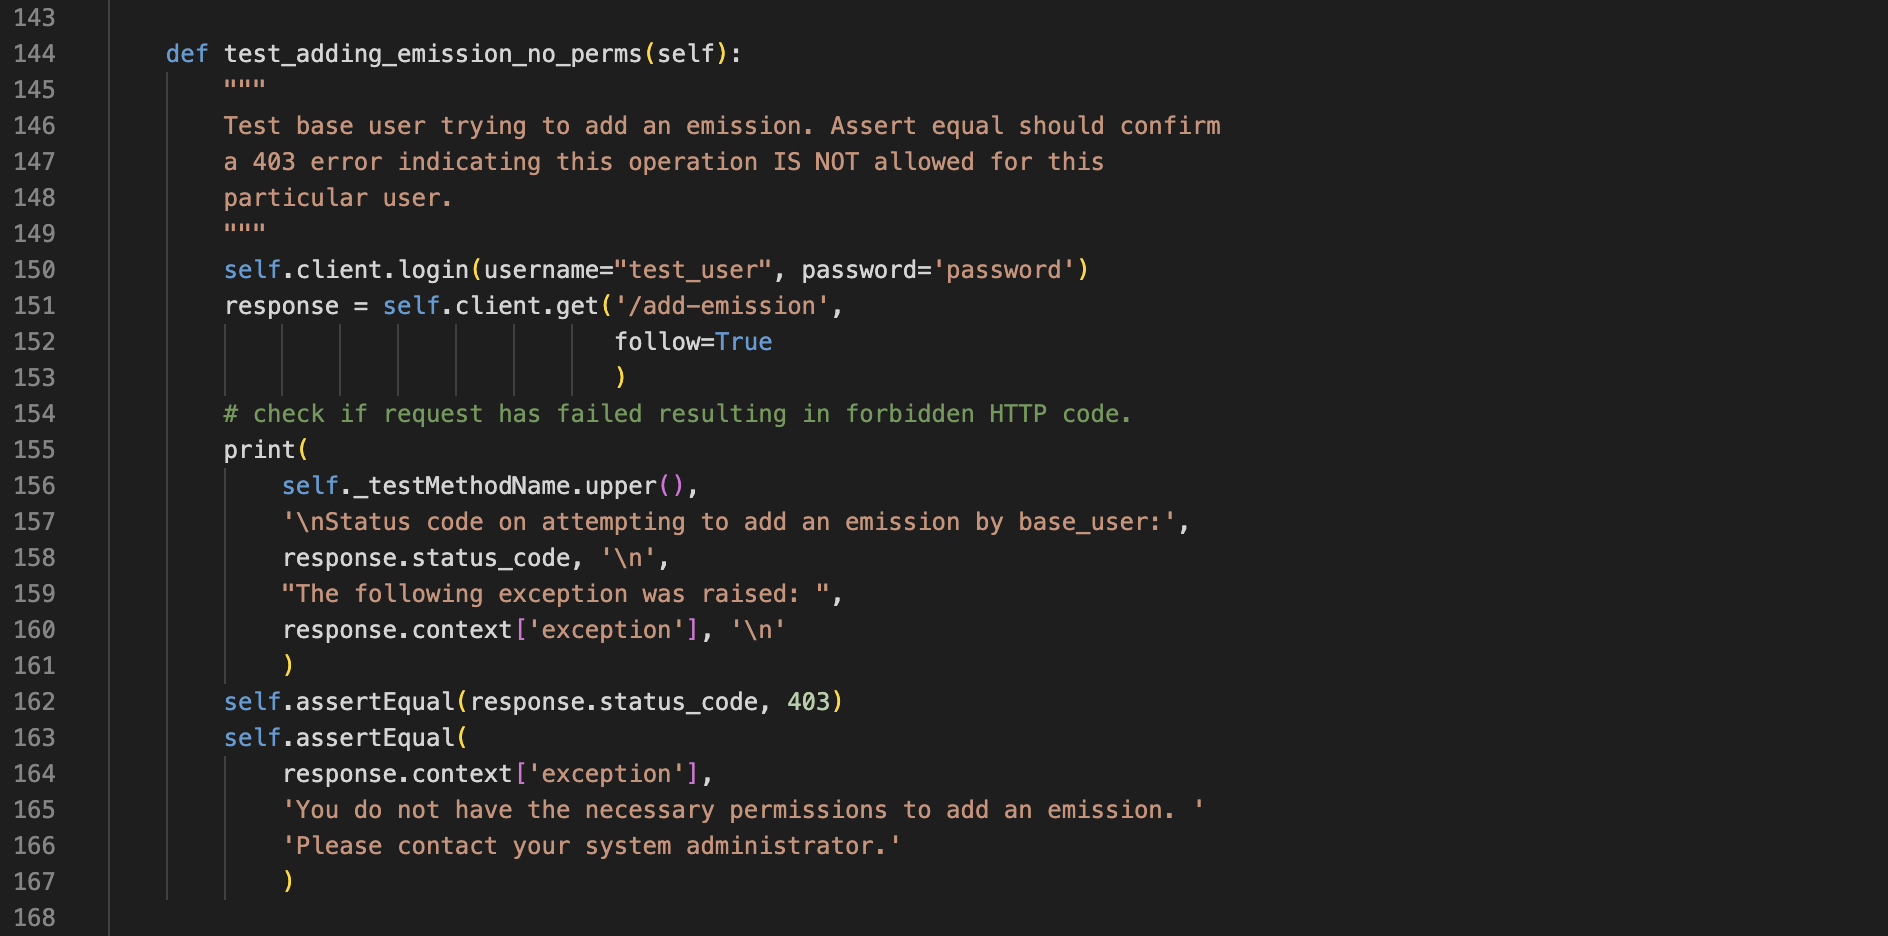 143
144 def test_adding_emission_no_perms(self):
145 """
146 Test base user trying to add an emission. Assert equal should confirm
147 a 403 error indicating this operation IS NOT allowed for this
148 particular user.
149 """
150 self.client.login(username="test_user", password='password')
151 response = self.client.get('/add-emission',
152 follow=True
153 )
154 # check if request has failed resulting in forbidden HTTP code.
155 print(
156 self._testMethodName.upper(),
157 '\nStatus code on attempting to add an emission by base_user:',
158 response.status_code, '\n',
159 "The following exception was raised: ",
160 response.context['exception'], '\n'
161 )
162 self.assertEqual(response.status_code, 403)
163 self.assertEqual(
164 response.context['exception'],
165 'You do not have the necessary permissions to add an emission. '
166 'Please contact your system administrator.'
167 )
168